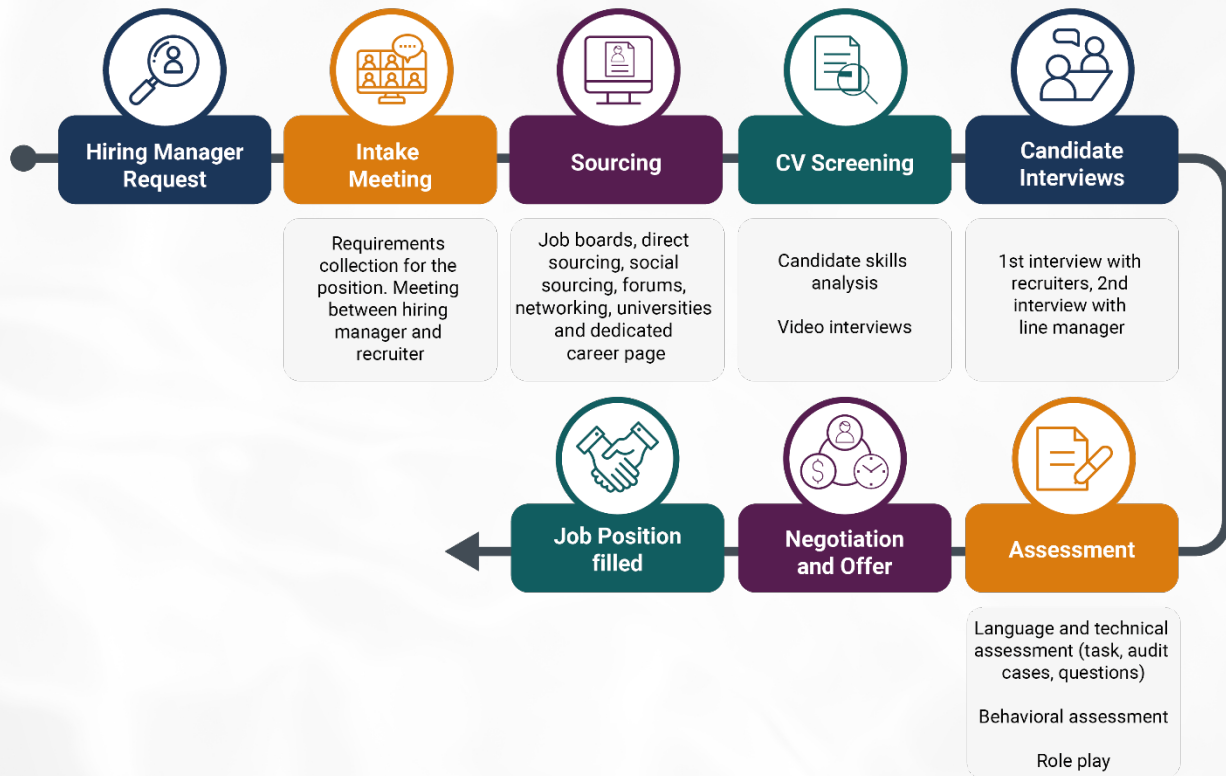 Hiring Manager
Request
Intake
Meeting
Sourcing
CV Screening
Candidate
Interviews
Requirements
collection for the
position. Meeting
between hiring
manager and
recruiter
Job boards, direct
sourcing, social
sourcing, forums,
networking, universities
and dedicated
career page
Candidate skills
analysis
Video interviews
1st interview with
recruiters, 2nd
interview with
line manager
Job Position
filled
Negotiation
and Offer
Assessment
Language and technical
assessment (task, audit
cases, questions)
Behavioral assessment
Role play